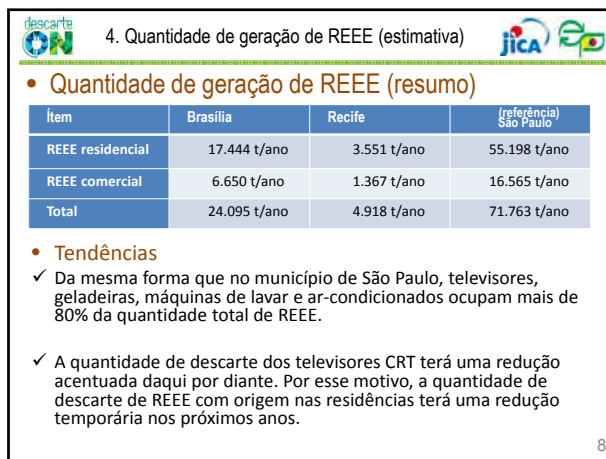 descarte
ON
4. Quantidade de geração de REEE (estimativa)
jICA
• Quantidade de geração de REEE (resumo)
Ítem Brasília Recife (referência) São Paulo
REEE residencial 17.444 t/ano 3.551 t/ano 55.198 t/ano
REEE comercial 6.650 t/ano 1.367 t/ano 16.565 t/ano
Total 24.095 t/ano 4.918 t/ano 71.763 t/ano
• Tendências
✓ Da mesma forma que no município de São Paulo, televisores,
geladeiras, máquinas de lavar e ar-condicionados ocupam mais de
80% da quantidade total de REEE.
✓ A quantidade de descarte dos televisores CRT terá uma redução
acentuada daqui por diante. Por esse motivo, a quantidade de
descarte de REEE com origem nas residências terá uma redução
temporária nos próximos anos.
8